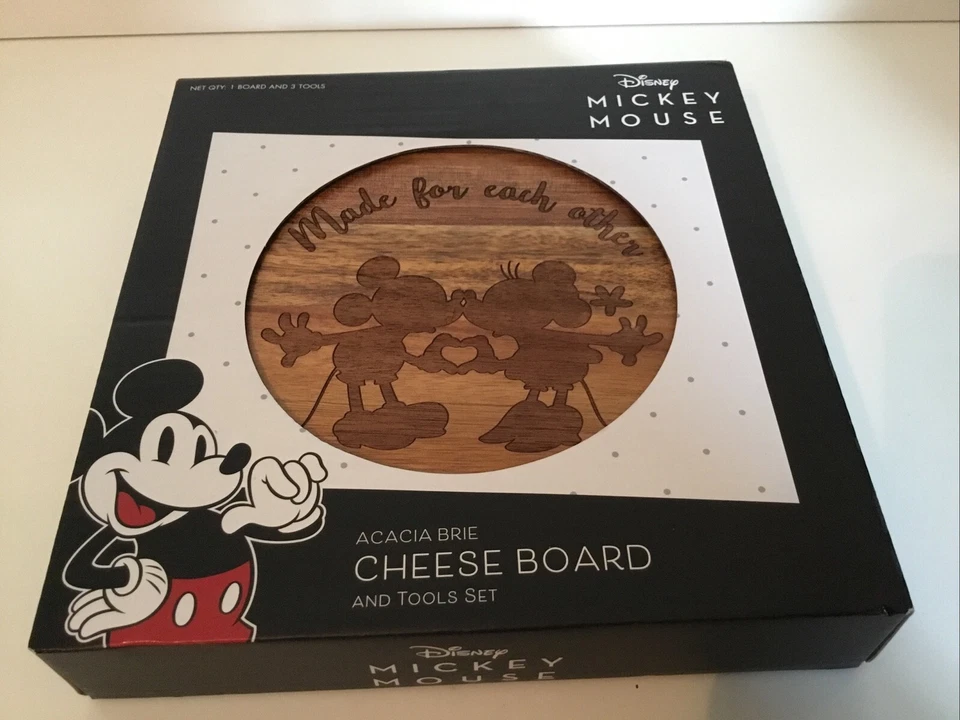 NET QTY: 1 BOARD AND 3 TOOLS
Disney
MICKEY
MOUSE
Made for each other
ACACIA BRIE
CHEESE BOARD
AND TOOLS SET
Disney
MICKEY
MOUSE